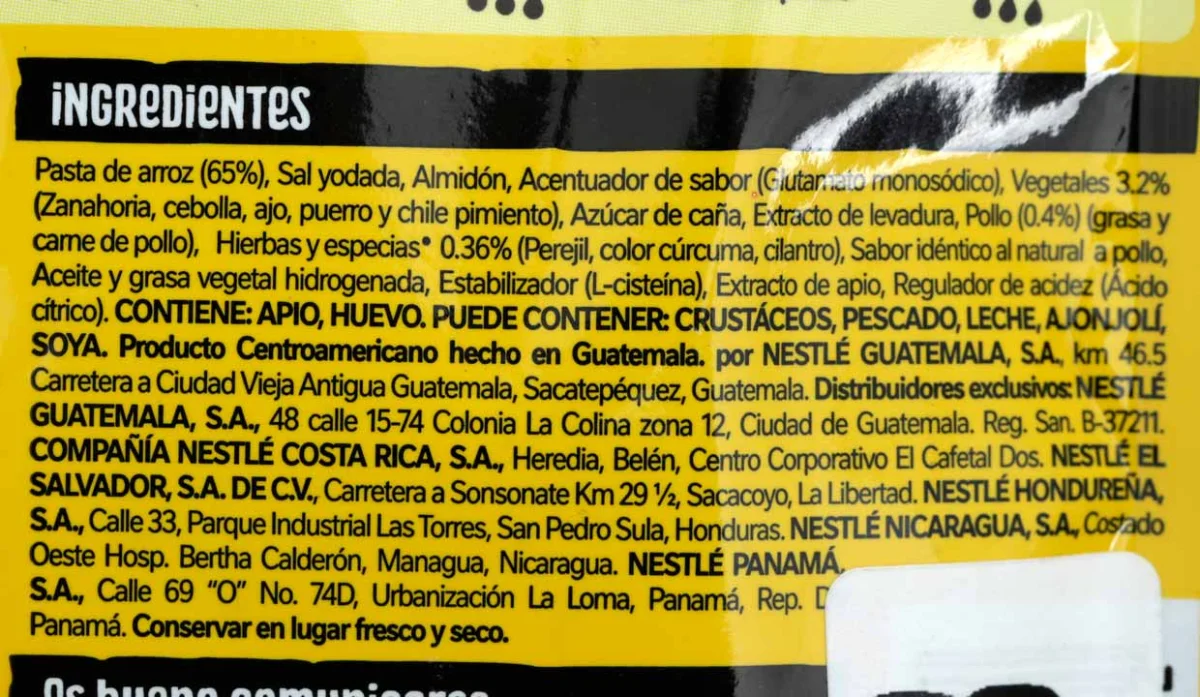 iNGReDieNTeS
Pasta de arroz (65%), Sal yodada, Almidón, Acentuador de sabor (Glutamato monosódico), Vegetales 3.2%
(Zanahoria, cebolla, ajo, puerro y chile pimiento), Azúcar de caña, Extracto de levadura, Pollo (0.4%) (grasa y
carne de pollo), Hierbas y especias* 0.36% (Perejil, color cúrcuma, cilantro), Sabor idéntico al natural a pollo,
Aceite y grasa vegetal hidrogenada, Estabilizador (L-cisteína), Extracto de apio, Regulador de acidez (Ácido
cítrico). CONTIENE: APIO, HUEVO. PUEDE CONTENER: CRUSTÁCEOS, PESCADO, LECHE, AJONJOLÍ,
SOYA. Producto Centroamericano hecho en Guatemala. por NESTLÉ GUATEMALA, S.A., km 46.5
Carretera a Ciudad Vieja Antigua Guatemala, Sacatepéquez, Guatemala. Distribuidores exclusivos: NESTLÉ
GUATEMALA, S.A., 48 calle 15-74 Colonia La Colina zona 12, Ciudad de Guatemala. Reg. San. B-37211.
COMPAÑÍA NESTLÉ COSTA RICA, S.A., Heredia, Belén, Centro Corporativo El Cafetal Dos. NESTLÉ EL
SALVADOR, S.A. DE C.V., Carretera a Sonsonate Km 29 ½, Sacacoyo, La Libertad. NESTLÉ HONDUREÑA,
S.A., Calle 33, Parque Industrial Las Torres, San Pedro Sula, Honduras. NESTLÉ NICARAGUA, S.A., Costado
Oeste Hosp. Bertha Calderón, Managua, Nicaragua. NESTLÉ PANAMÁ,
S.A., Calle 69 "O" No. 74D, Urbanización La Loma, Panamá, Rep. D
Panamá. Conservar en lugar fresco y seco.
Os bueno comunicarse